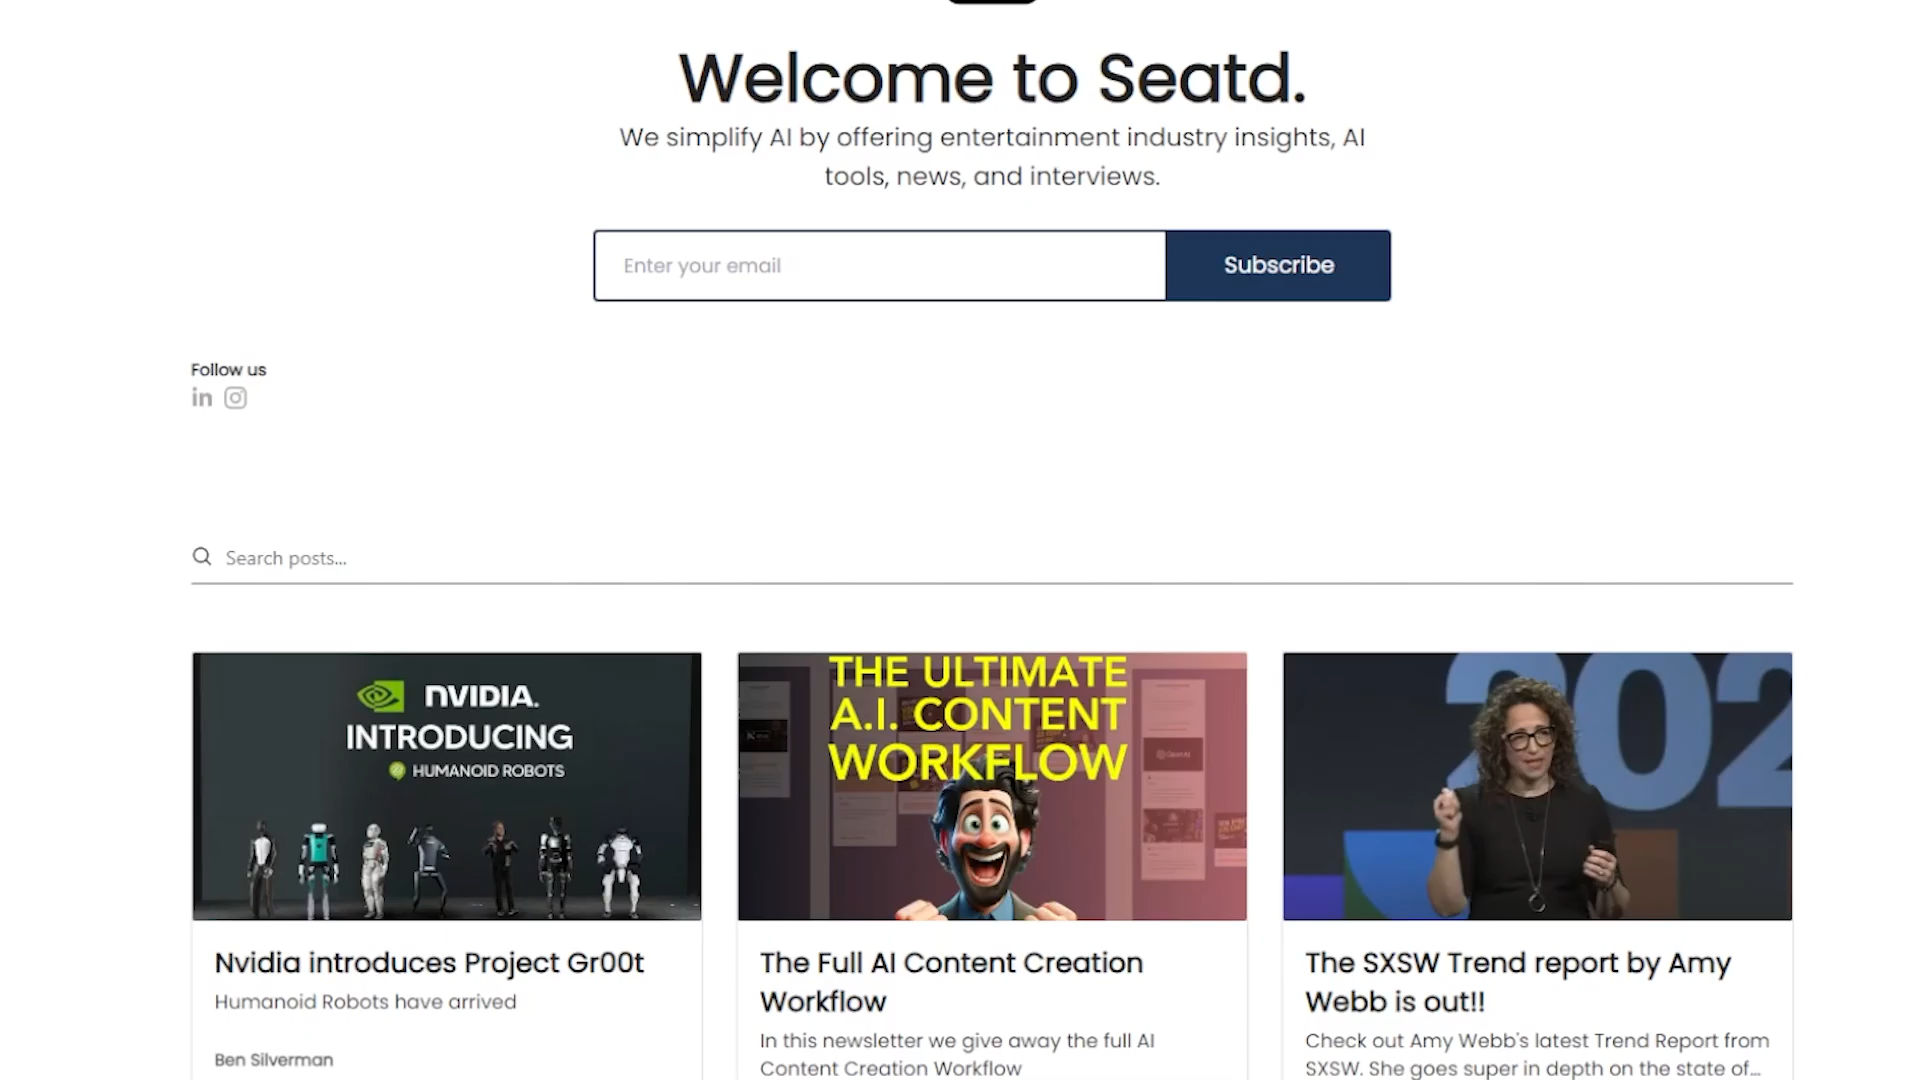 Welcome to Seatd.
We simplify AI by offering entertainment industry insights, AI
tools, news, and interviews.
Enter your email
Subscribe
Follow us
in
Search posts...
NVIDIA.
INTRODUCING
HUMANOID ROBOTS
THE ULTIMATE
A.I. CONTENT
WORKFLOW
202
Nvidia introduces Project Gr00t
Humanoid Robots have arrived
Ben Silverman
The Full AI Content Creation
Workflow
In this newsletter we give away the full AI
Content Creation Workflow
The SXSW Trend report by Amy
Webb is out!!
Check out Amy Webb's latest Trend Report from
SXSW. She goes super in depth on the state of...